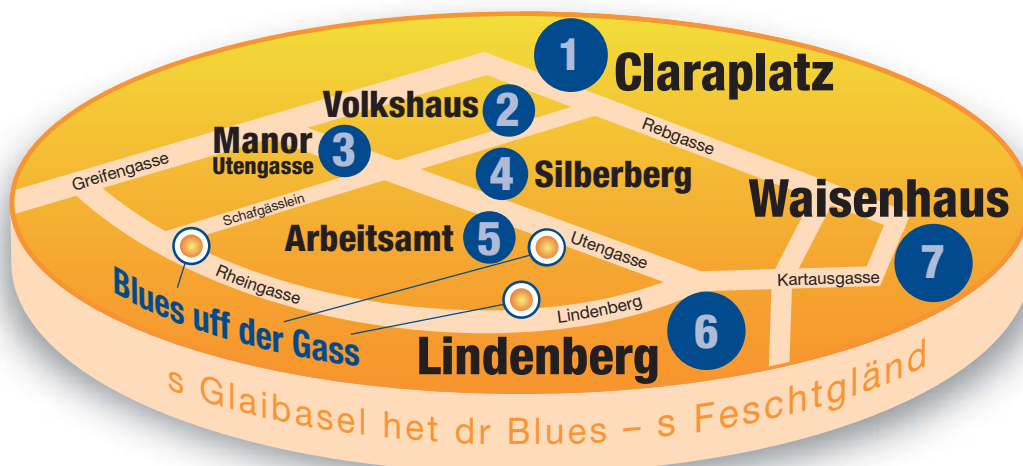 1
Claraplatz
Volkshaus
2
Rebgasse
Manor
Utengasse
3
Greifengasse
4
Silberberg
Waisenhaus
Schafgässlein
Arbeitsamt
5
Utengasse
7
Rheingasse
Kartausgasse
Blues uff der Gass
Lindenberg
6
Lindenberg
s Glaibasel het dr Blues – s Feschtgländ